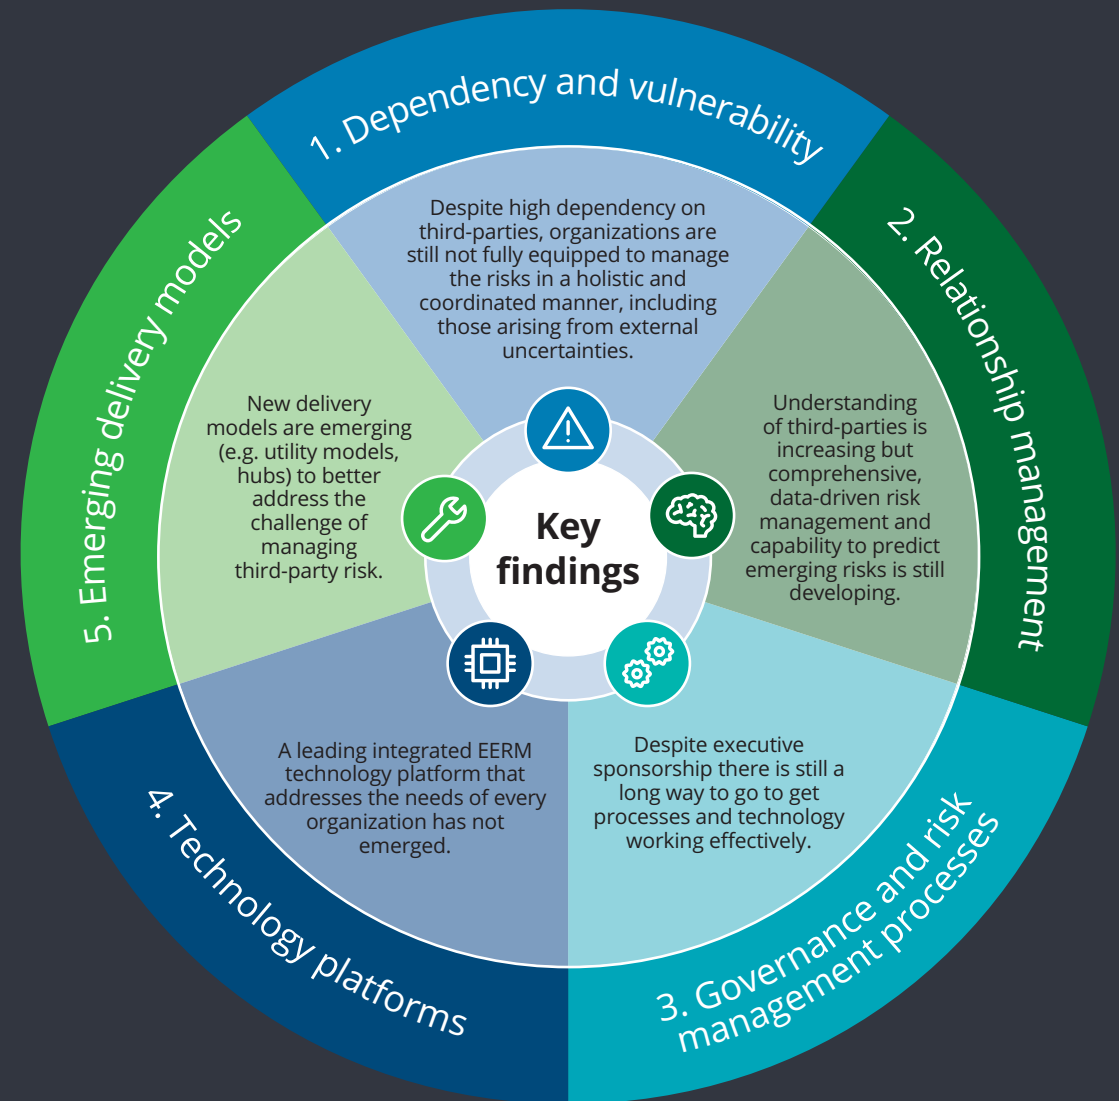 1. Dependency and vulnerability
Despite high dependency on
third-parties, organizations are
still not fully equipped to manage
the risks in a holistic and
coordinated manner, including
those arising from external
uncertainties.
2. Relationship management
Understanding
of third-parties is
increasing but
comprehensive,
data-driven risk
management and
capability to predict
emerging risks is still
developing.
3. Governance and risk
management processes
Despite executive
sponsorship there is still a
long way to go to get
processes and technology
working effectively.
4. Technology platforms
A leading integrated EERM
technology platform that
addresses the needs of every
organization has not
emerged.
5. Emerging delivery models
New delivery
models are emerging
(e.g. utility models,
hubs) to better
address the
challenge of
managing
third-party risk.
Key
findings